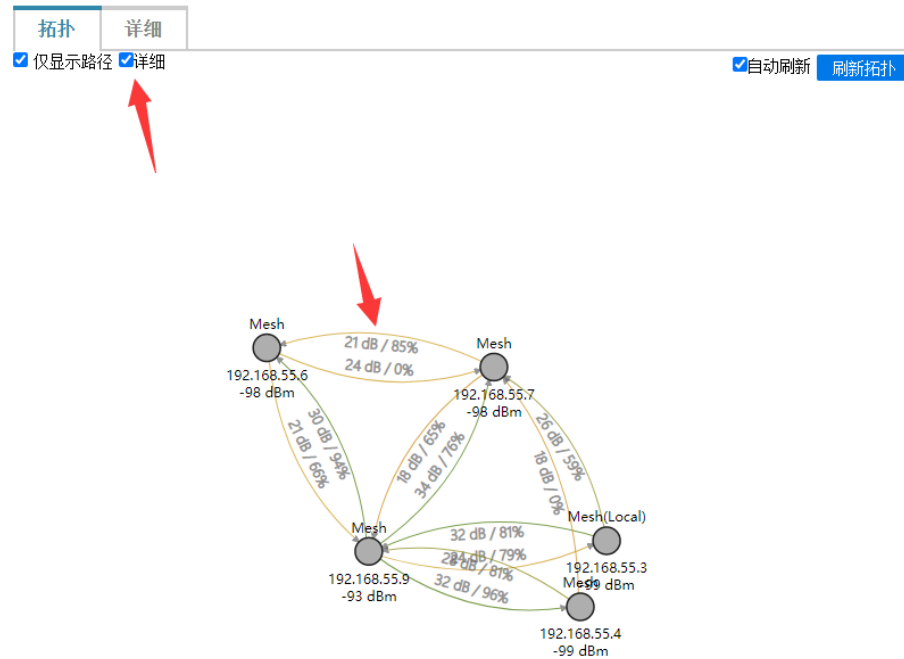 拓扑 详细
仅显示路径 详细 自动刷新 刷新拓扑
Mesh
21 dB / 85%
Mesh
24 dB / 0%
192.168.55.6
-98 dBm
192.168.55.7
-98 dBm
30 dB / 94%
21 dB / 66%
18 dB / 65%
34 dB / 76%
26 dB / 59%
18 dB / 0%
Mesh(Local)
Mesh
32 dB / 81%
dB / 79%
dB / 81%
32 dB / 96%
192.168.55.9
-93 dBm
192.168.55.3
-99 dBm
Mesh
192.168.55.4
-99 dBm